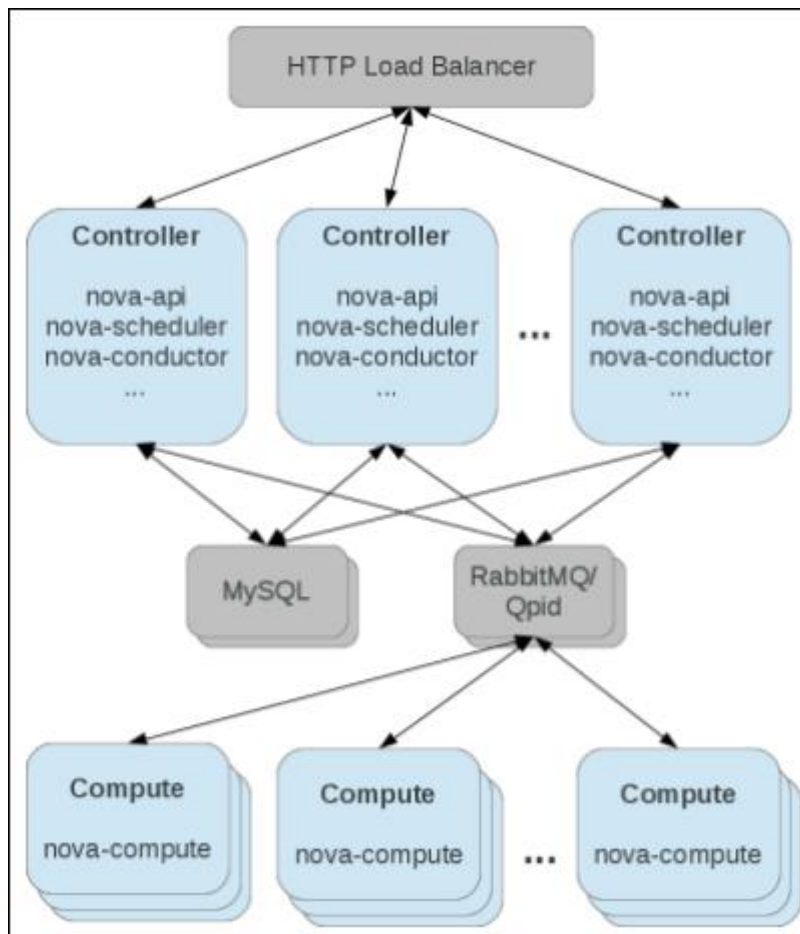 HTTP Load Balancer
Controller
nova-api
nova-scheduler
nova-conductor
...
Controller
nova-api
nova-scheduler
nova-conductor
...
...
Controller
nova-api
nova-scheduler
nova-conductor
...
MySQL
RabbitMQ/
Qpid
Compute
nova-compute
Compute
nova-compute
...
Compute
nova-compute